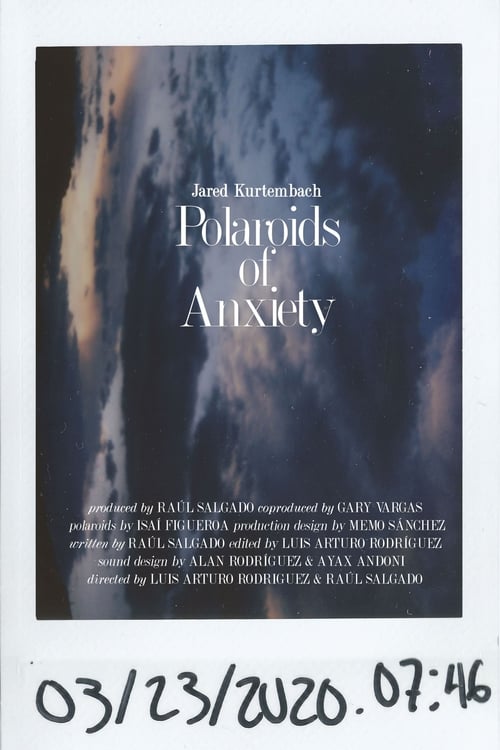 Jared Kurtembach
Polaroids
of
Anxiety
produced by RAÚL SALGADO coproduced by GARY VARGAS
polaroids by ISAÍ FIGUEROA production design by MEMO SÁNCHEZ
written by RAÚL SALGADO edited by LUIS ARTURO RODRÍGUEZ
sound design by ALAN RODRÍGUEZ & AYAX ANDONI
directed by LUIS ARTURO RODRIGUEZ & RAÚL SALGADO
03/23/2020. 07:46